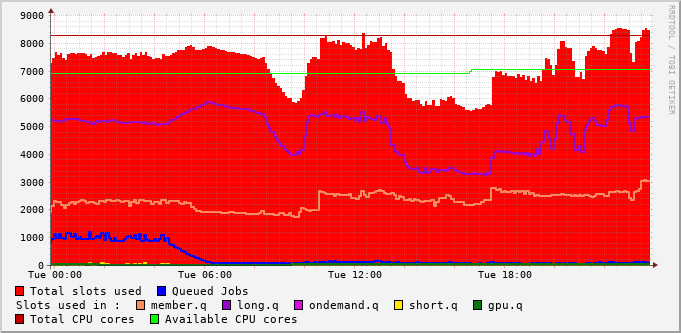 9000
8000
7000
6000
5000
4000
3000
2000
1000
0
Tue 00:00 Tue 06:00 Tue 12:00 Tue 18:00
RRDTOOL / TOBI OETIKER
Total slots used Queued Jobs
Slots used in : member.q long.q ondemand.q short.q gpu.q
Total CPU cores Available CPU cores